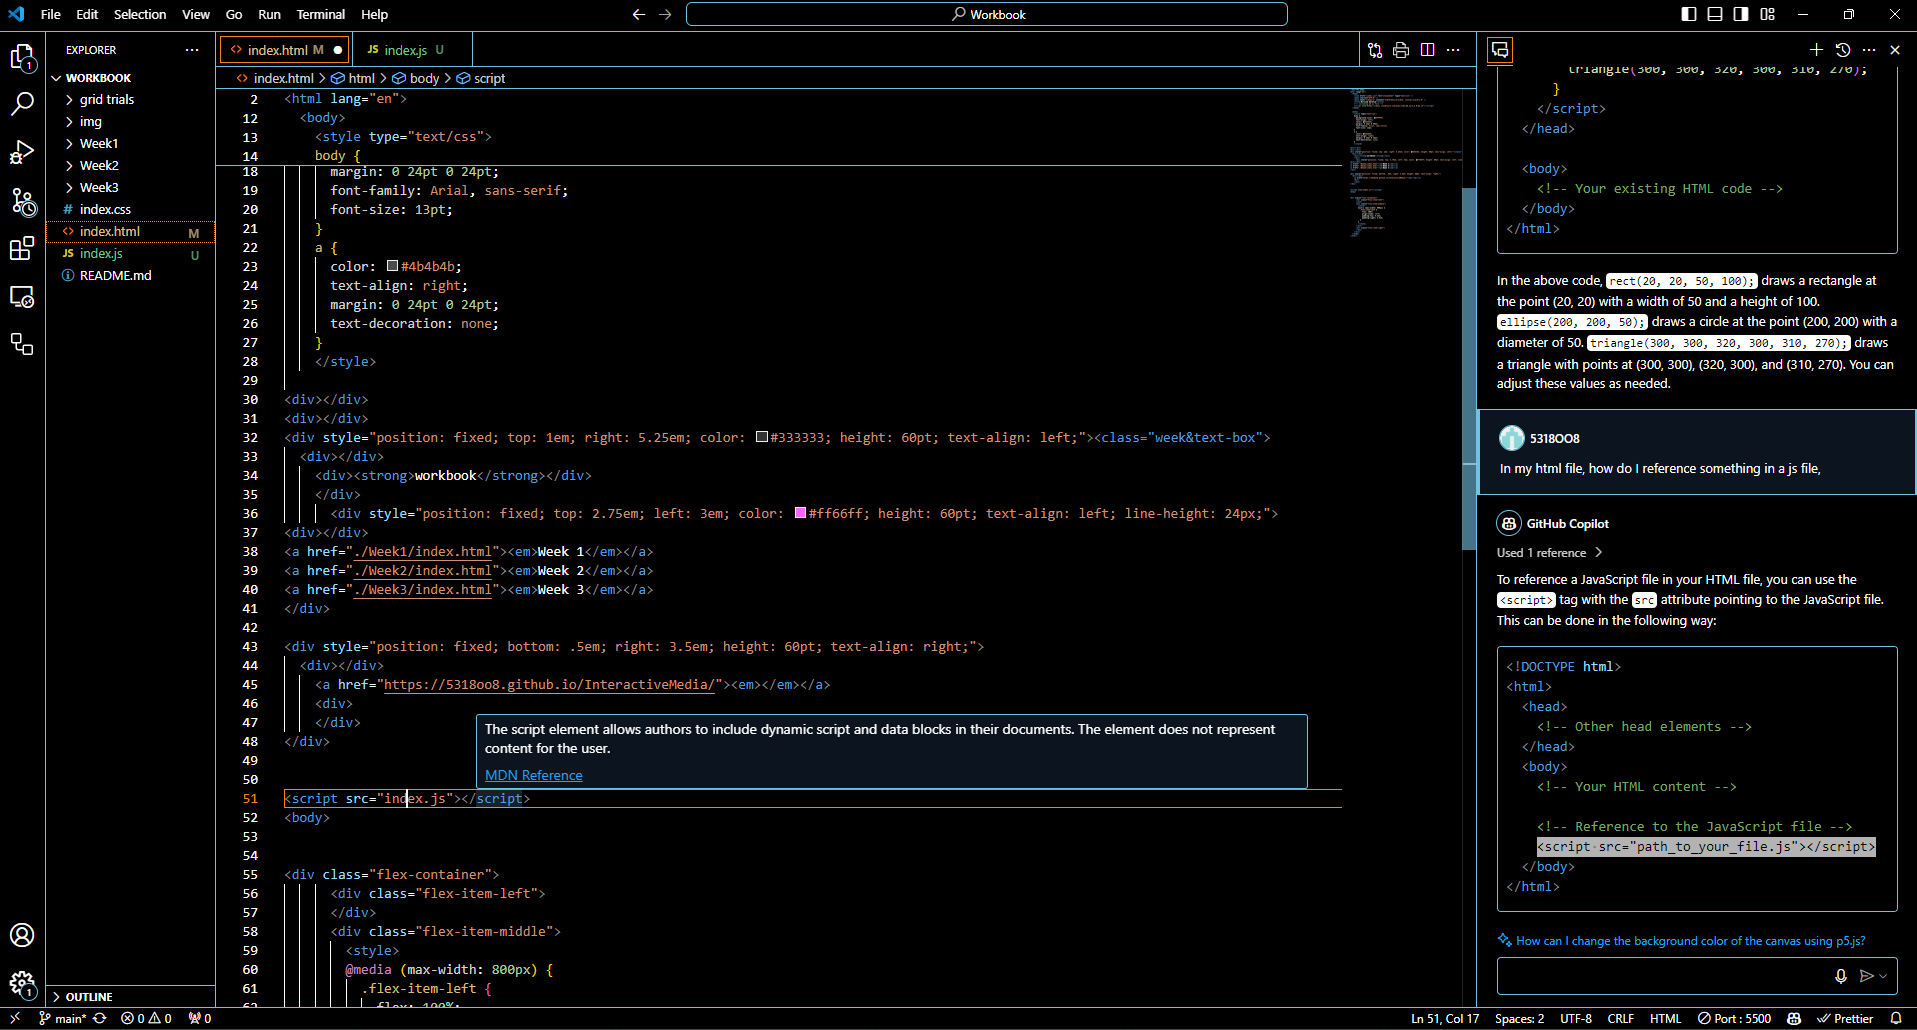 File Edit Selection View Go Run Terminal Help
Workbook
EXPLORER
WORKBOOK
grid trials
img
Week1
Week2
Week3
# index.css
<> index.html M
JS index.js U
README.md
OUTLINE
<> index.html M
JS index.js U
<> index.html > html > body > script
2 <html lang="en">
12 <body>
13 <style type="text/css">
14 body {
18 margin: 0 24pt 0 24pt;
19 font-family: Arial, sans-serif;
20 font-size: 13pt;
21 }
22 a {
23 color: #4b4b4b;
24 text-align: right;
25 margin: 0 24pt 0 24pt;
26 text-decoration: none;
27 }
28 </style>
29
30 <div></div>
31 <div></div>
32 <div style="position: fixed; top: 1em; right: 5.25em; color: #333333; height: 60pt; text-align: left;"><class="week&text-box">
33 <div></div>
34 <div><strong>workbook</strong></div>
35 </div>
36 <div style="position: fixed; top: 2.75em; left: 3em; color: #ff66ff; height: 60pt; text-align: left; line-height: 24px;">
37 <div></div>
38 <a href="./Week1/index.html"><em>Week 1</em></a>
39 <a href="./Week2/index.html"><em>Week 2</em></a>
40 <a href="./Week3/index.html"><em>Week 3</em></a>
41 </div>
42
43 <div style="position: fixed; bottom: .5em; right: 3.5em; height: 60pt; text-align: right;">
44 <div></div>
45 <a href="https://5318oo8.github.io/InteractiveMedia/"><em></em></a>
46 <div>
47 </div>
48 </div>
49
50
The script element allows authors to include dynamic script and data blocks in their documents. The element does not represent
content for the user.
MDN Reference
51 <script src="index.js"></script>
52 <body>
53
54
55 <div class="flex-container">
56 <div class="flex-item-left">
57 </div>
58 <div class="flex-item-middle">
59 <style>
60 @media (max-width: 800px) {
61 .flex-item-left {
62 flex: 100%;
triangle(300, 300, 320, 300, 310, 270);
}
</script>
</head>
<body>
<!-- Your existing HTML code -->
</body>
</html>
In the above code, rect(20, 20, 50, 100); draws a rectangle at
the point (20, 20) with a width of 50 and a height of 100.
ellipse(200, 200, 50); draws a circle at the point (200, 200) with a
diameter of 50. triangle(300, 300, 320, 300, 310, 270); draws
a triangle with points at (300, 300), (320, 300), and (310, 270). You can
adjust these values as needed.
5318OO8
In my html file, how do I reference something in a js file,
GitHub Copilot
Used 1 reference >
To reference a JavaScript file in your HTML file, you can use the
<script> tag with the src attribute pointing to the JavaScript file.
This can be done in the following way:
<!DOCTYPE html>
<html>
<head>
<!-- Other head elements -->
</head>
<body>
<!-- Your HTML content -->
<!-- Reference to the JavaScript file -->
<script src="path_to_your_file.js"></script>
</body>
</html>
How can I change the background color of the canvas using p5.js?
main* 0 0 0 Ln 51, Col 17 Spaces: 2 UTF-8 CRLF HTML Port : 5500 Prettier